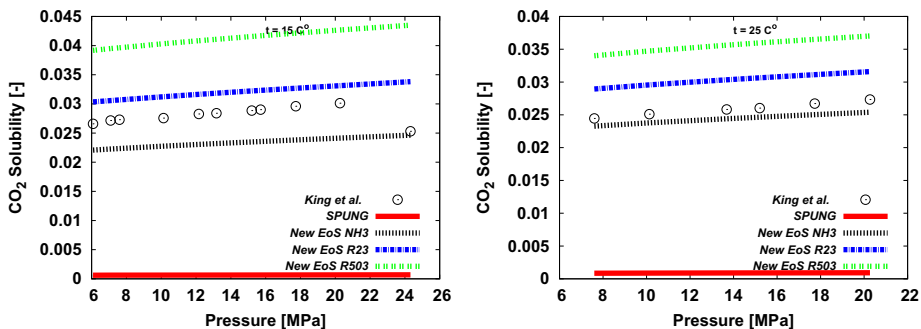 t = 15 C°
CO2 Solubility [-]
0.045
0.04
0.035
0.03
0.025
0.02
0.015
0.01
0.005
0
King et al.
SPUNG
New EoS NH3
New EoS R23
New EoS R503
6 8 10 12 14 16 18 20 22 24 26
Pressure [MPa]
t = 25 C°
CO2 Solubility [-]
0.04
0.035
0.03
0.025
0.02
0.015
0.01
0.005
0
King et al.
SPUNG
New EoS NH3
New EoS R23
New EoS R503
6 8 10 12 14 16 18 20 22
Pressure [MPa]